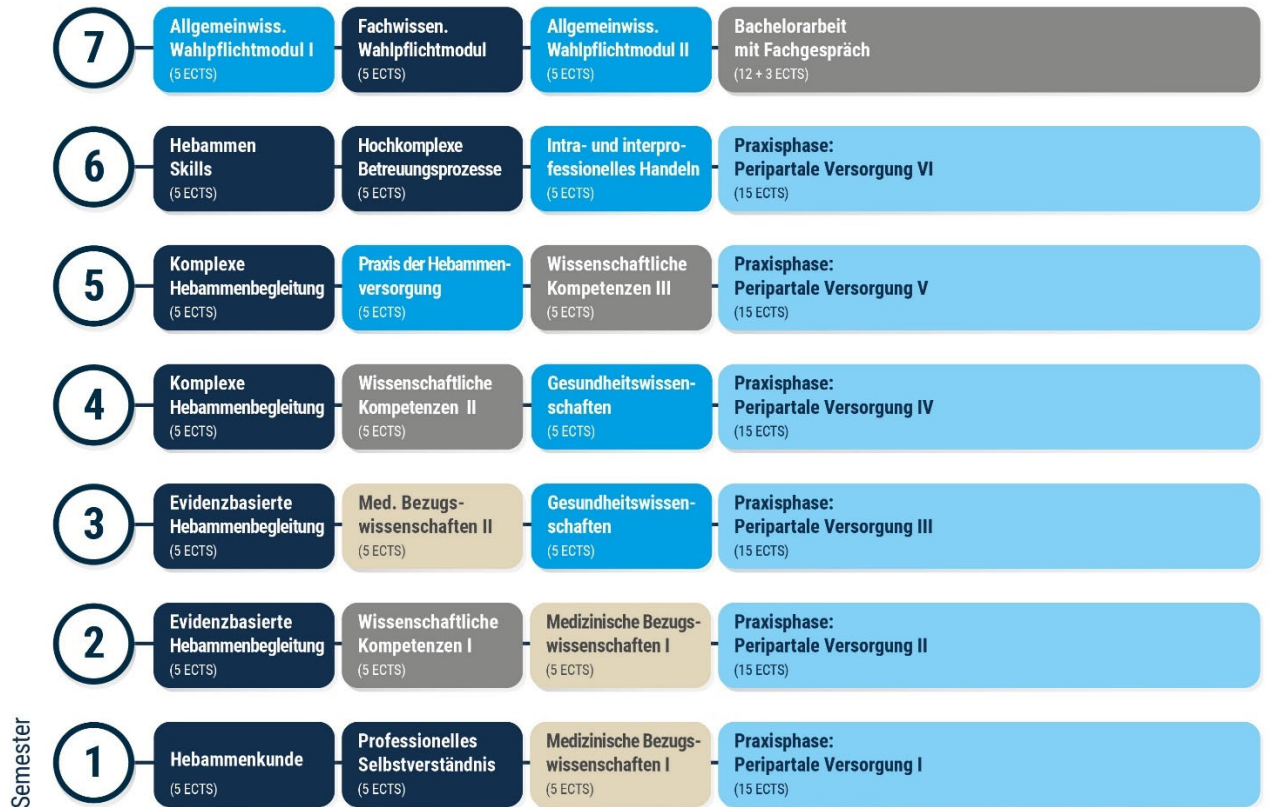 7
Allgemeinwiss.
Wahlpflichtmodul I
(5 ECTS)
Fachwissen.
Wahlpflichtmodul
(5 ECTS)
Allgemeinwiss.
Wahlpflichtmodul II
(5 ECTS)
Bachelorarbeit
mit Fachgespräch
(12 + 3 ECTS)
6
Hebammen
Skills
(5 ECTS)
Hochkomplexe
Betreuungsprozesse
(5 ECTS)
Intra- und interpro-
fessionelles Handeln
(5 ECTS)
Praxisphase:
Peripartale Versorgung VI
(15 ECTS)
5
Komplexe
Hebammenbegleitung
(5 ECTS)
Praxis der Hebammen-
versorgung
(5 ECTS)
Wissenschaftliche
Kompetenzen III
(5 ECTS)
Praxisphase:
Peripartale Versorgung V
(15 ECTS)
4
Komplexe
Hebammenbegleitung
(5 ECTS)
Wissenschaftliche
Kompetenzen II
(5 ECTS)
Gesundheitswissen-
schaften
(5 ECTS)
Praxisphase:
Peripartale Versorgung IV
(15 ECTS)
3
Evidenzbasierte
Hebammenbegleitung
(5 ECTS)
Med. Bezugs-
wissenschaften II
(5 ECTS)
Gesundheitswissen-
schaften
(5 ECTS)
Praxisphase:
Peripartale Versorgung III
(15 ECTS)
2
Evidenzbasierte
Hebammenbegleitung
(5 ECTS)
Wissenschaftliche
Kompetenzen I
(5 ECTS)
Medizinische Bezugs-
wissenschaften I
(5 ECTS)
Praxisphase:
Peripartale Versorgung II
(15 ECTS)
Semester
1
Hebammenkunde
(5 ECTS)
Professionelles
Selbstverständnis
(5 ECTS)
Medizinische Bezugs-
wissenschaften I
(5 ECTS)
Praxisphase:
Peripartale Versorgung I
(15 ECTS)